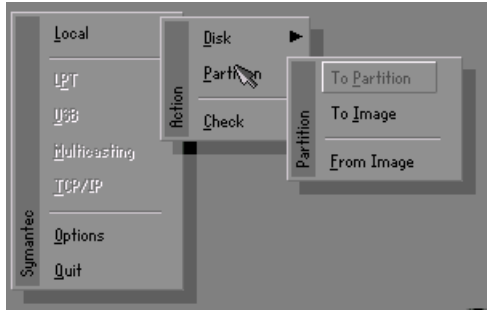 Local
LPT
USB
Multicasting
TCP/IP
Options
Quit
Symantec
Disk
Partition
Check
Action
To Partition
To Image
From Image
Partition